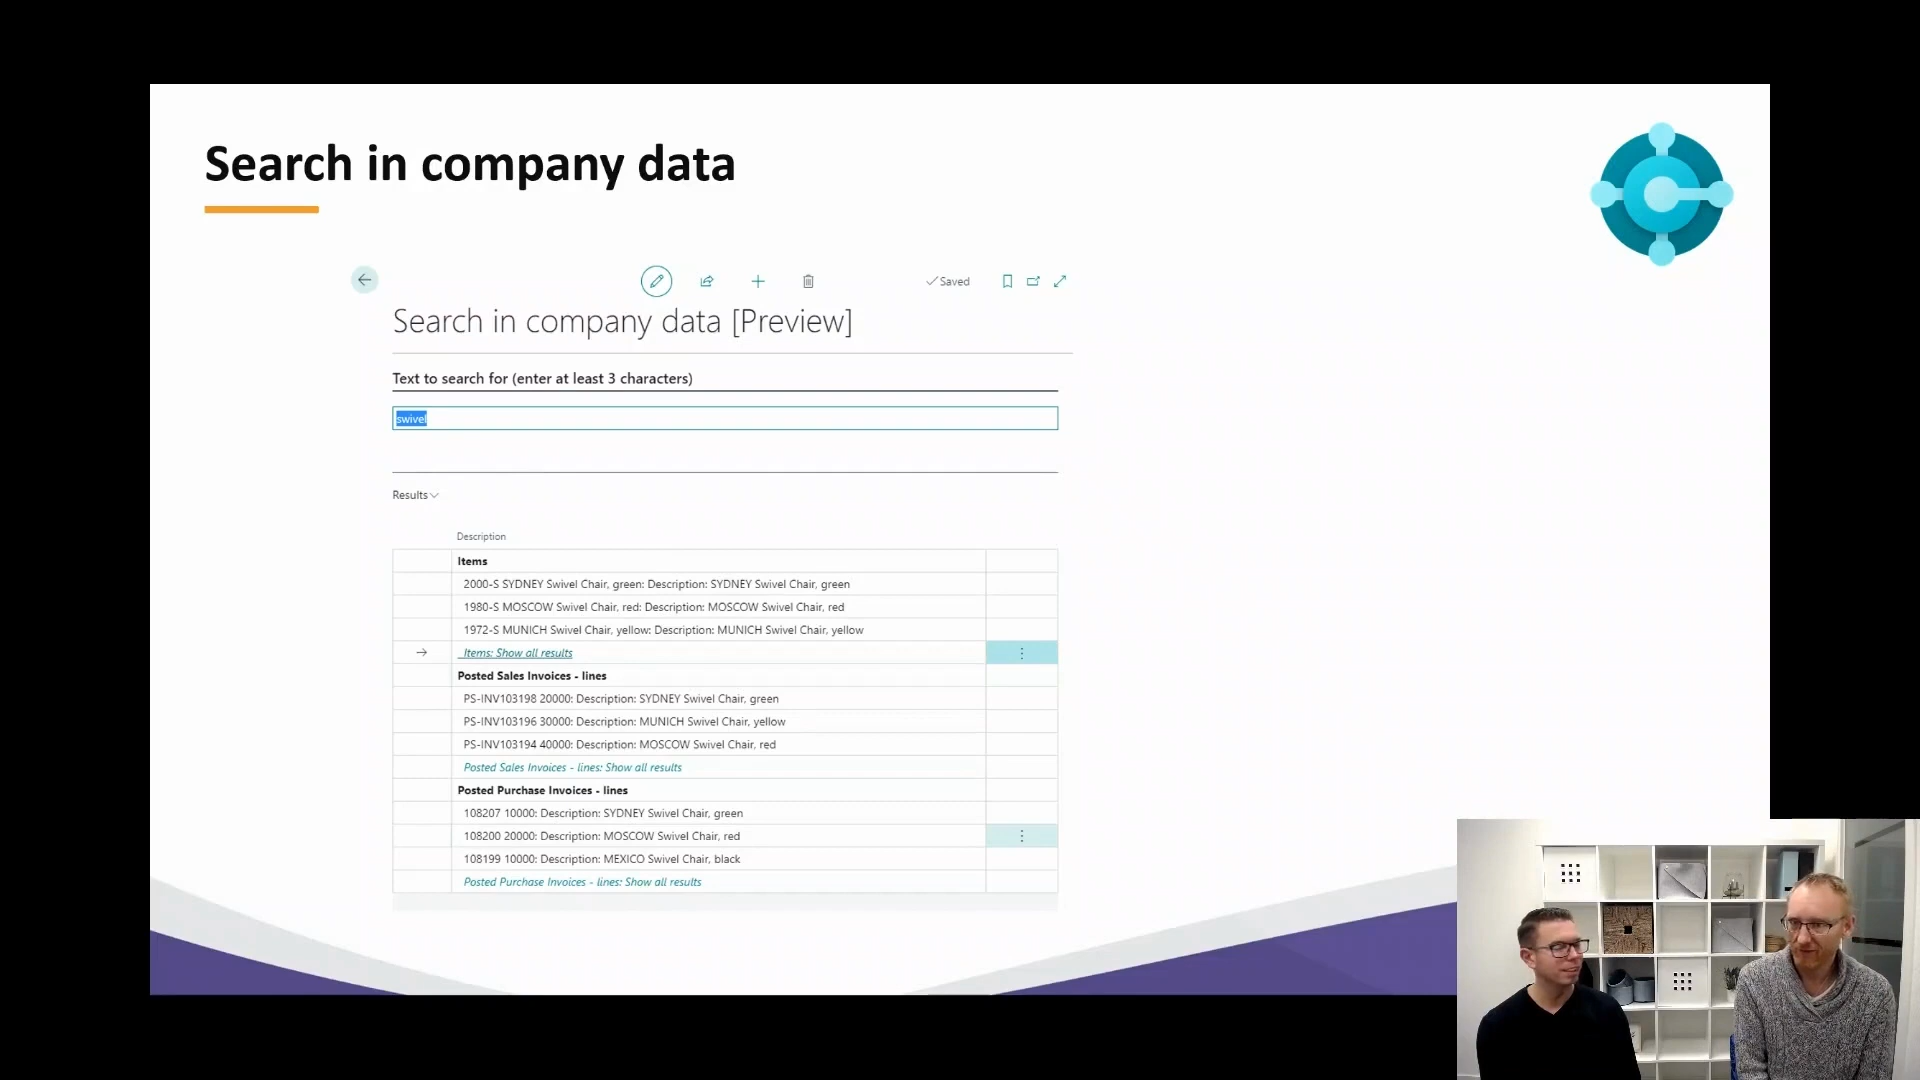 Search in company data
Saved
Search in company data [Preview]
Text to search for (enter at least 3 characters)
swivel
Results
Description
Items
2000-S SYDNEY Swivel Chair, green: Description: SYDNEY Swivel Chair, green
1980-S MOSCOW Swivel Chair, red: Description: MOSCOW Swivel Chair, red
1972-S MUNICH Swivel Chair, yellow: Description: MUNICH Swivel Chair, yellow
Items: Show all results
Posted Sales Invoices - lines
PS-INV103198 20000: Description: SYDNEY Swivel Chair, green
PS-INV103196 30000: Description: MUNICH Swivel Chair, yellow
PS-INV103194 40000: Description: MOSCOW Swivel Chair, red
Posted Sales Invoices - lines: Show all results
Posted Purchase Invoices - lines
108207 10000: Description: SYDNEY Swivel Chair, green
108200 20000: Description: MOSCOW Swivel Chair, red
108199 10000: Description: MEXICO Swivel Chair, black
Posted Purchase Invoices - lines: Show all results